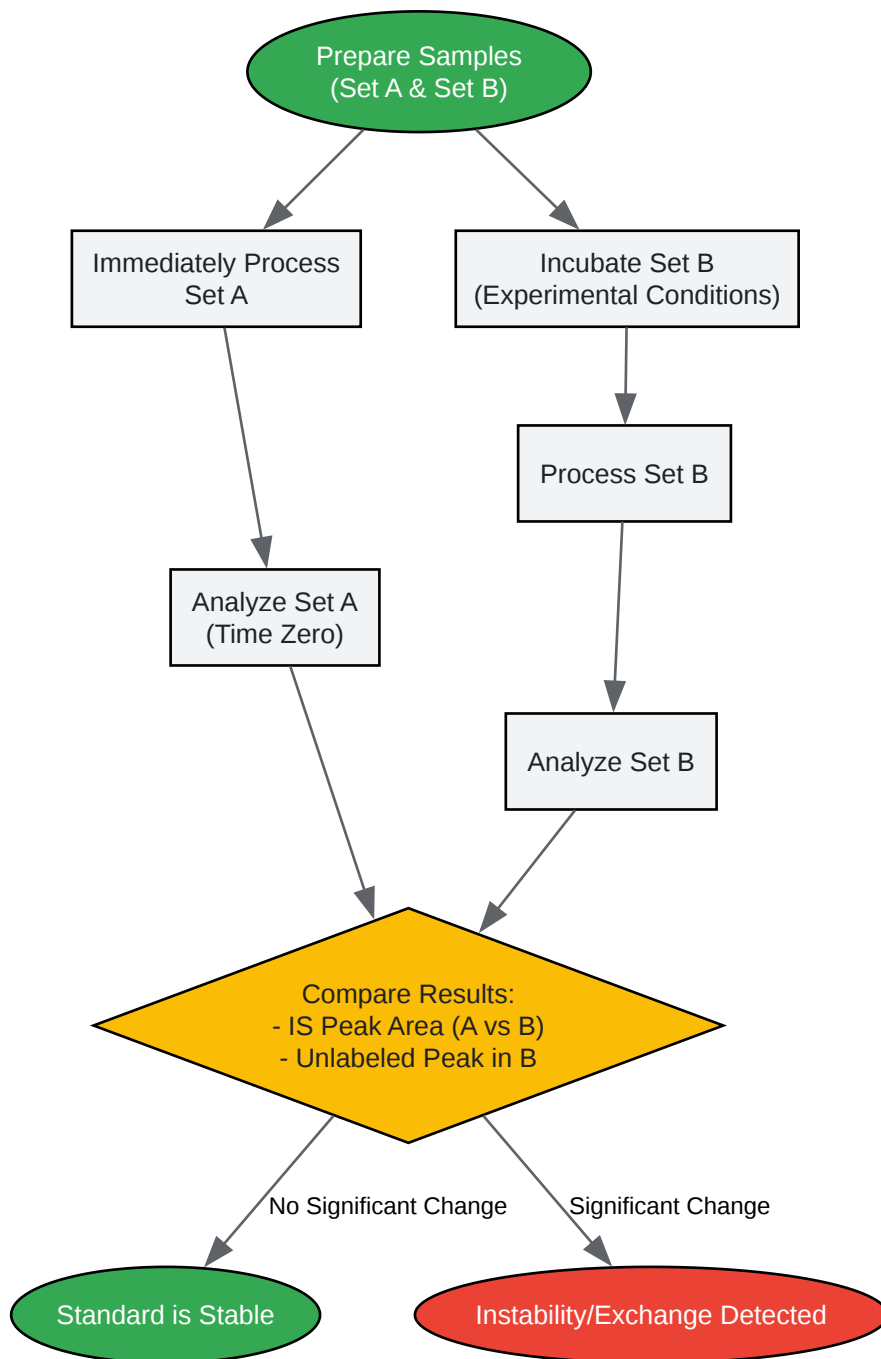 Prepare Samples
(Set A & Set B)
Immediately Process
Set A
Incubate Set B
(Experimental Conditions)
Process Set B
Analyze Set A
(Time Zero)
Analyze Set B
Compare Results:
- IS Peak Area (A vs B)
- Unlabeled Peak in B
No Significant Change
Significant Change
Standard is Stable
Instability/Exchange Detected